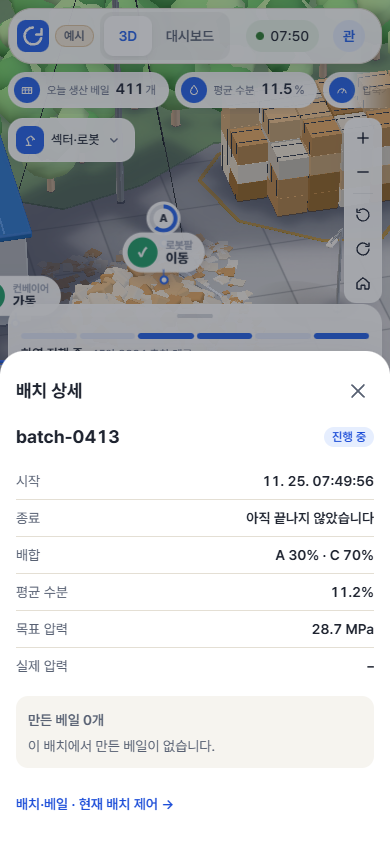 예시
3D
대시보드
07:50
관
오늘 생산 베일 411개
평균 수분 11.5%
섹터·로봇
A
로봇팔
이동
컨베이어
가동
배치 상세
batch-0413
진행 중
시작
11. 25. 07:49:56
종료
아직 끝나지 않았습니다
배합
A 30% · C 70%
평균 수분
11.2%
목표 압력
28.7 MPa
실제 압력
–
만든 베일 0개
이 배치에서 만든 베일이 없습니다.
배치·베일 · 현재 배치 제어 →